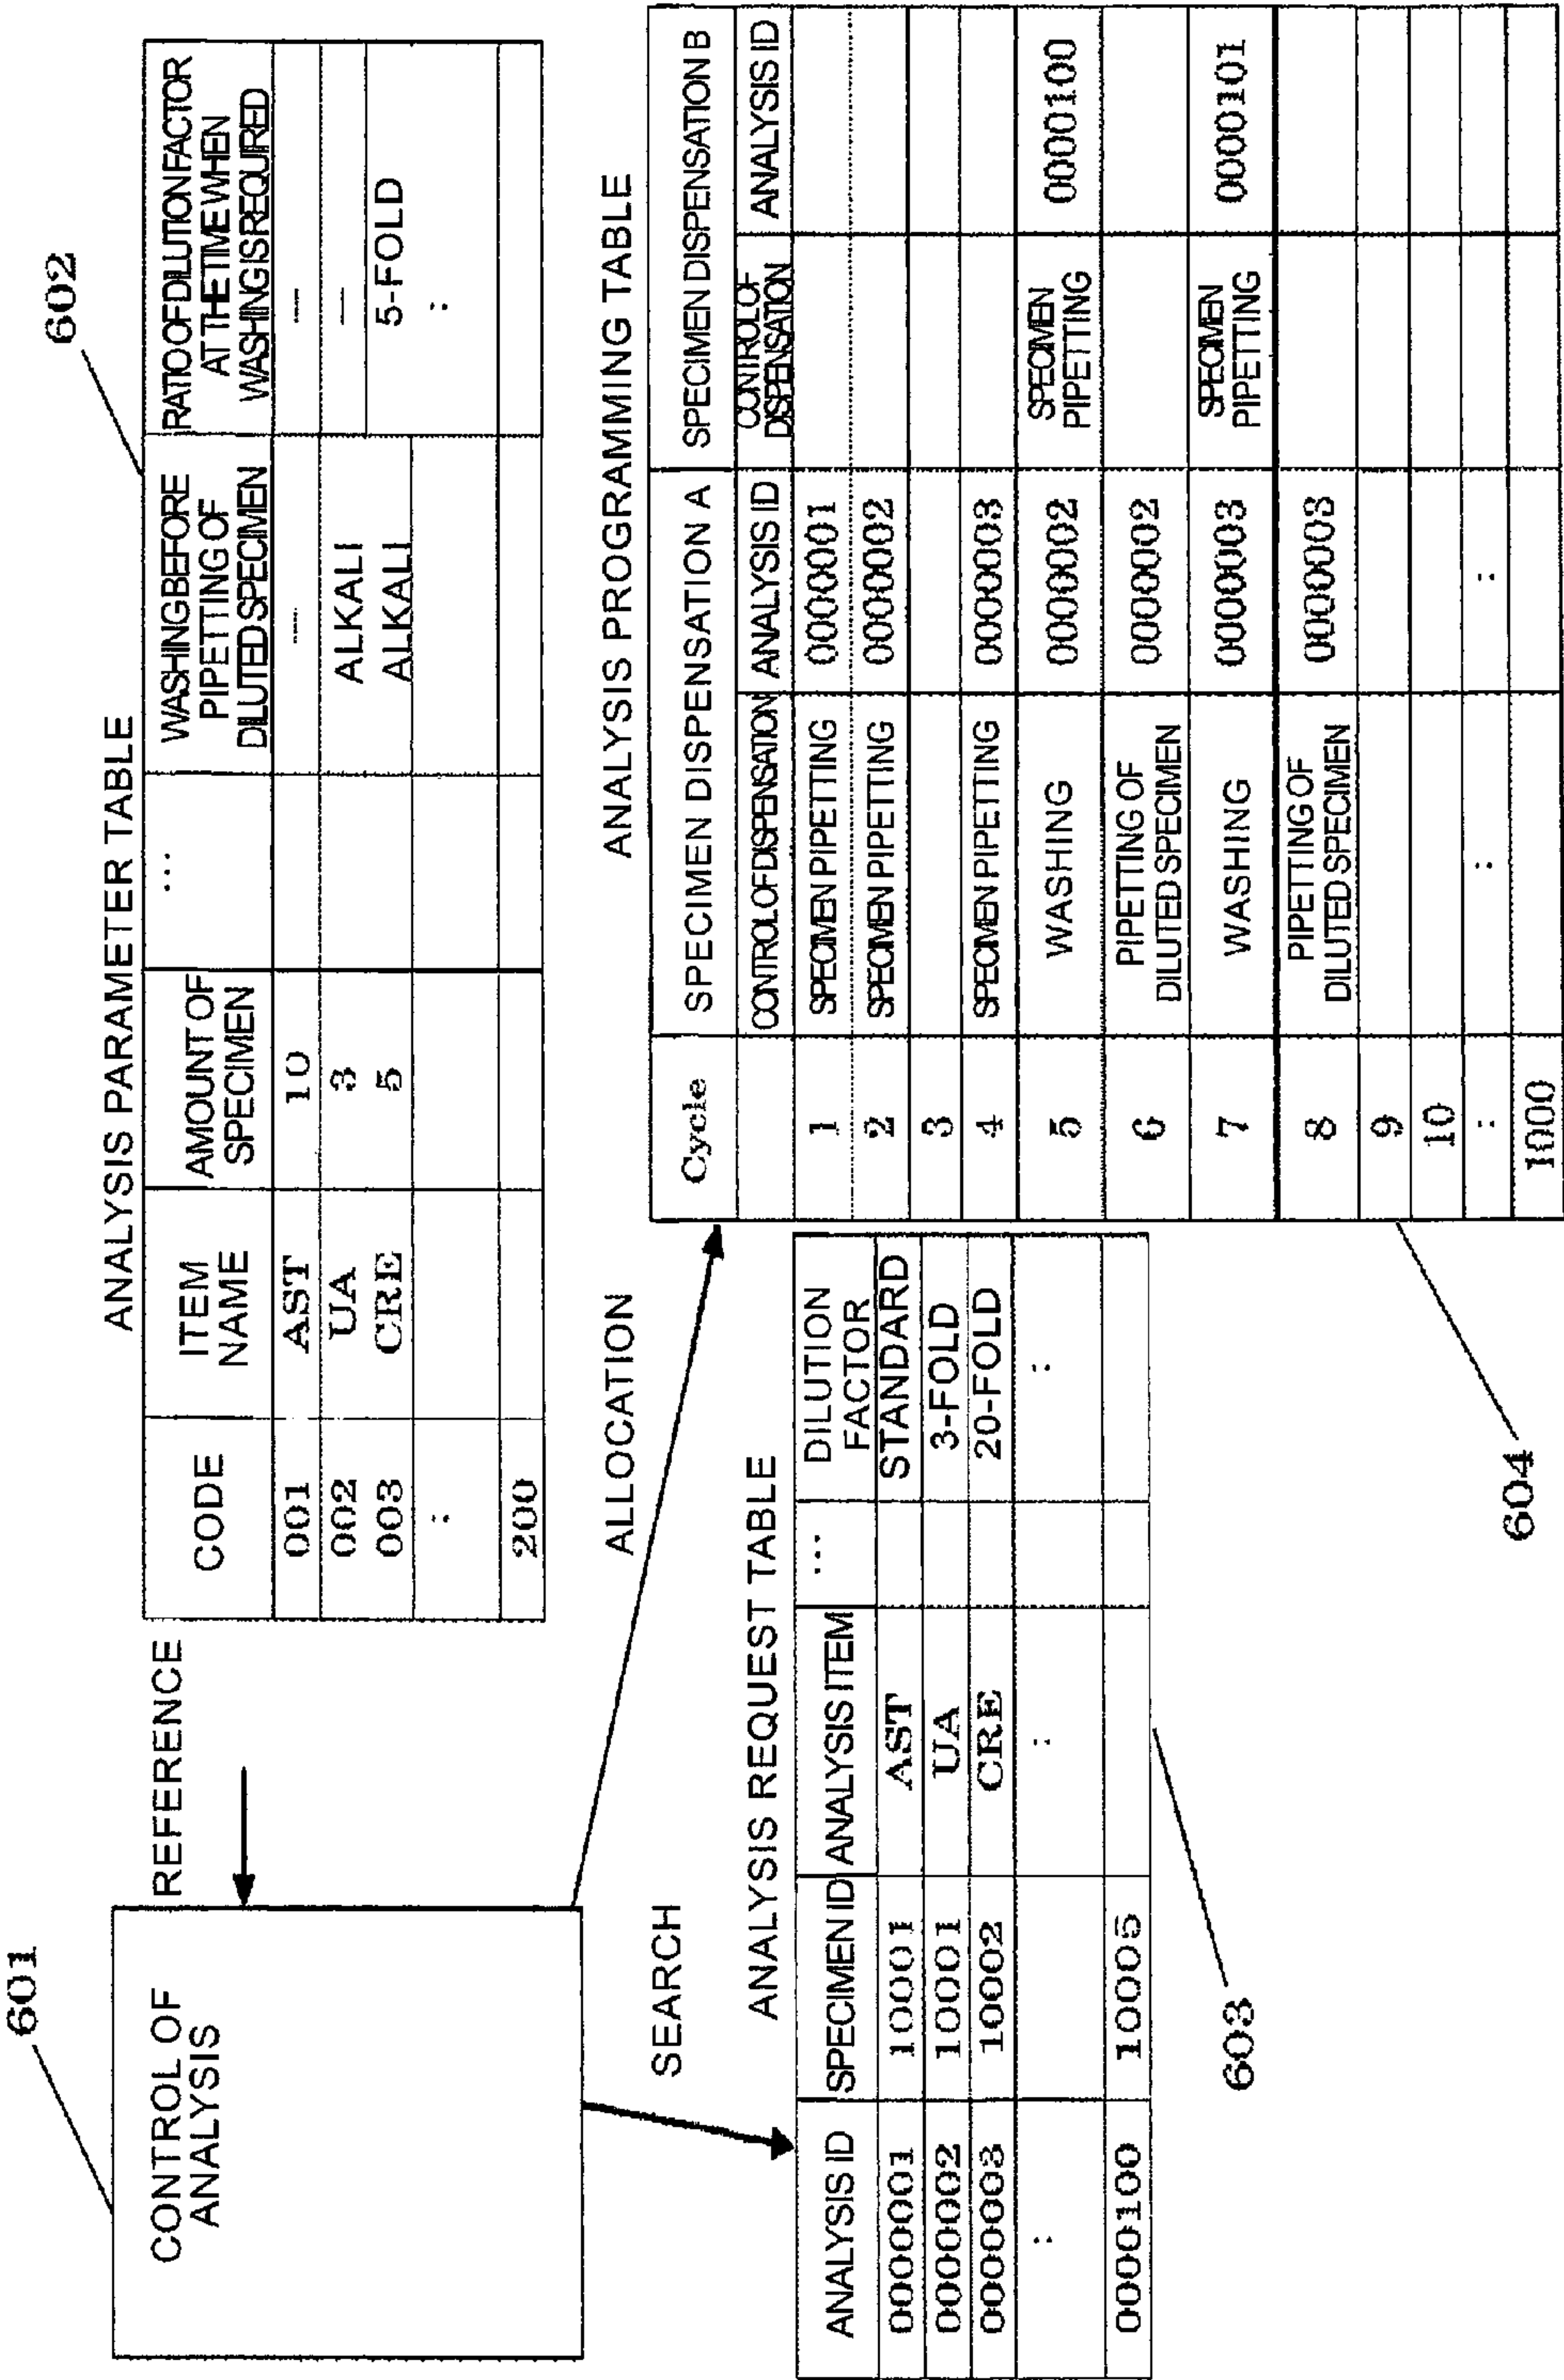 601
CONTROL OF
ANALYSIS
REFERENCE
SEARCH
ALLOCATION
602
ANALYSIS PARAMETER TABLE
CODE
ITEM
NAME
AMOUNT OF
SPECIMEN
...
WASHING BEFORE
PIPETTING OF
DILUTED SPECIMEN
RATIO OF DILUTION FACTOR
AT THE TIME WHEN
WASHING IS REQUIRED
001 AST 10 — —
002 UA 3 ALKALI —
003 CRE 5 ALKALI 5-FOLD
: :
200
ANALYSIS REQUEST TABLE
ANALYSIS ID SPECIMEN ID ANALYSIS ITEM ... DILUTION
FACTOR
0000001 10001 AST STANDARD
0000002 10001 UA 3-FOLD
0000003 10002 CRE 20-FOLD
: : :
0000100 10005
603
ANALYSIS PROGRAMMING TABLE
Cycle SPECIMEN DISPENSATION A SPECIMEN DISPENSATION B
CONTROL OF DISPENSATION ANALYSIS ID CONTROL OF
DISPENSATION ANALYSIS ID
1 SPECIMEN PIPETTING 0000001
2 SPECIMEN PIPETTING 0000002
3
4 SPECIMEN PIPETTING 0000003
5 WASHING 0000002 SPECIMEN
PIPETTING 0000100
6 PIPETTING OF
DILUTED SPECIMEN 0000002
7 WASHING 0000003 SPECIMEN
PIPETTING 0000101
8 PIPETTING OF
DILUTED SPECIMEN 0000003
9
10
: : :
1000
604